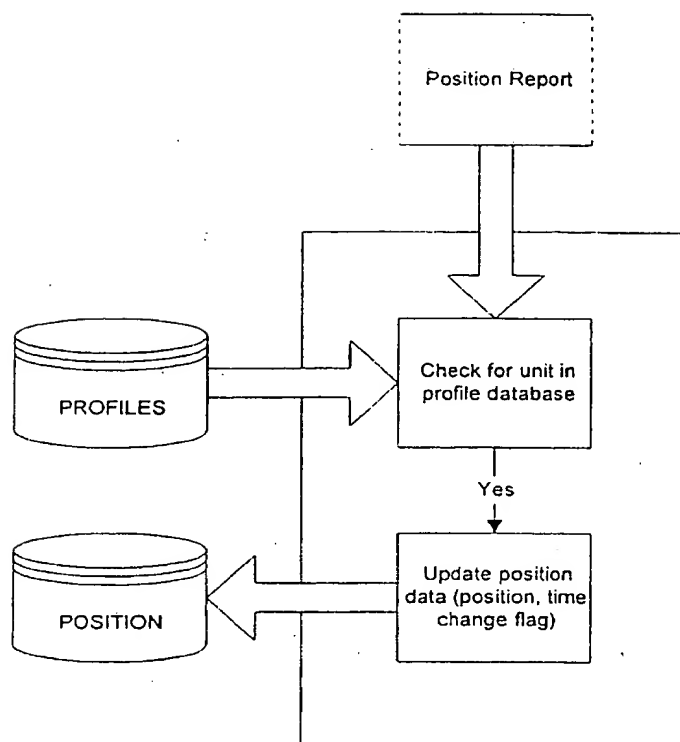 Position Report
Check for unit in
profile database
PROFILES
Yes
Update position
data (position, time
change flag)
POSITION